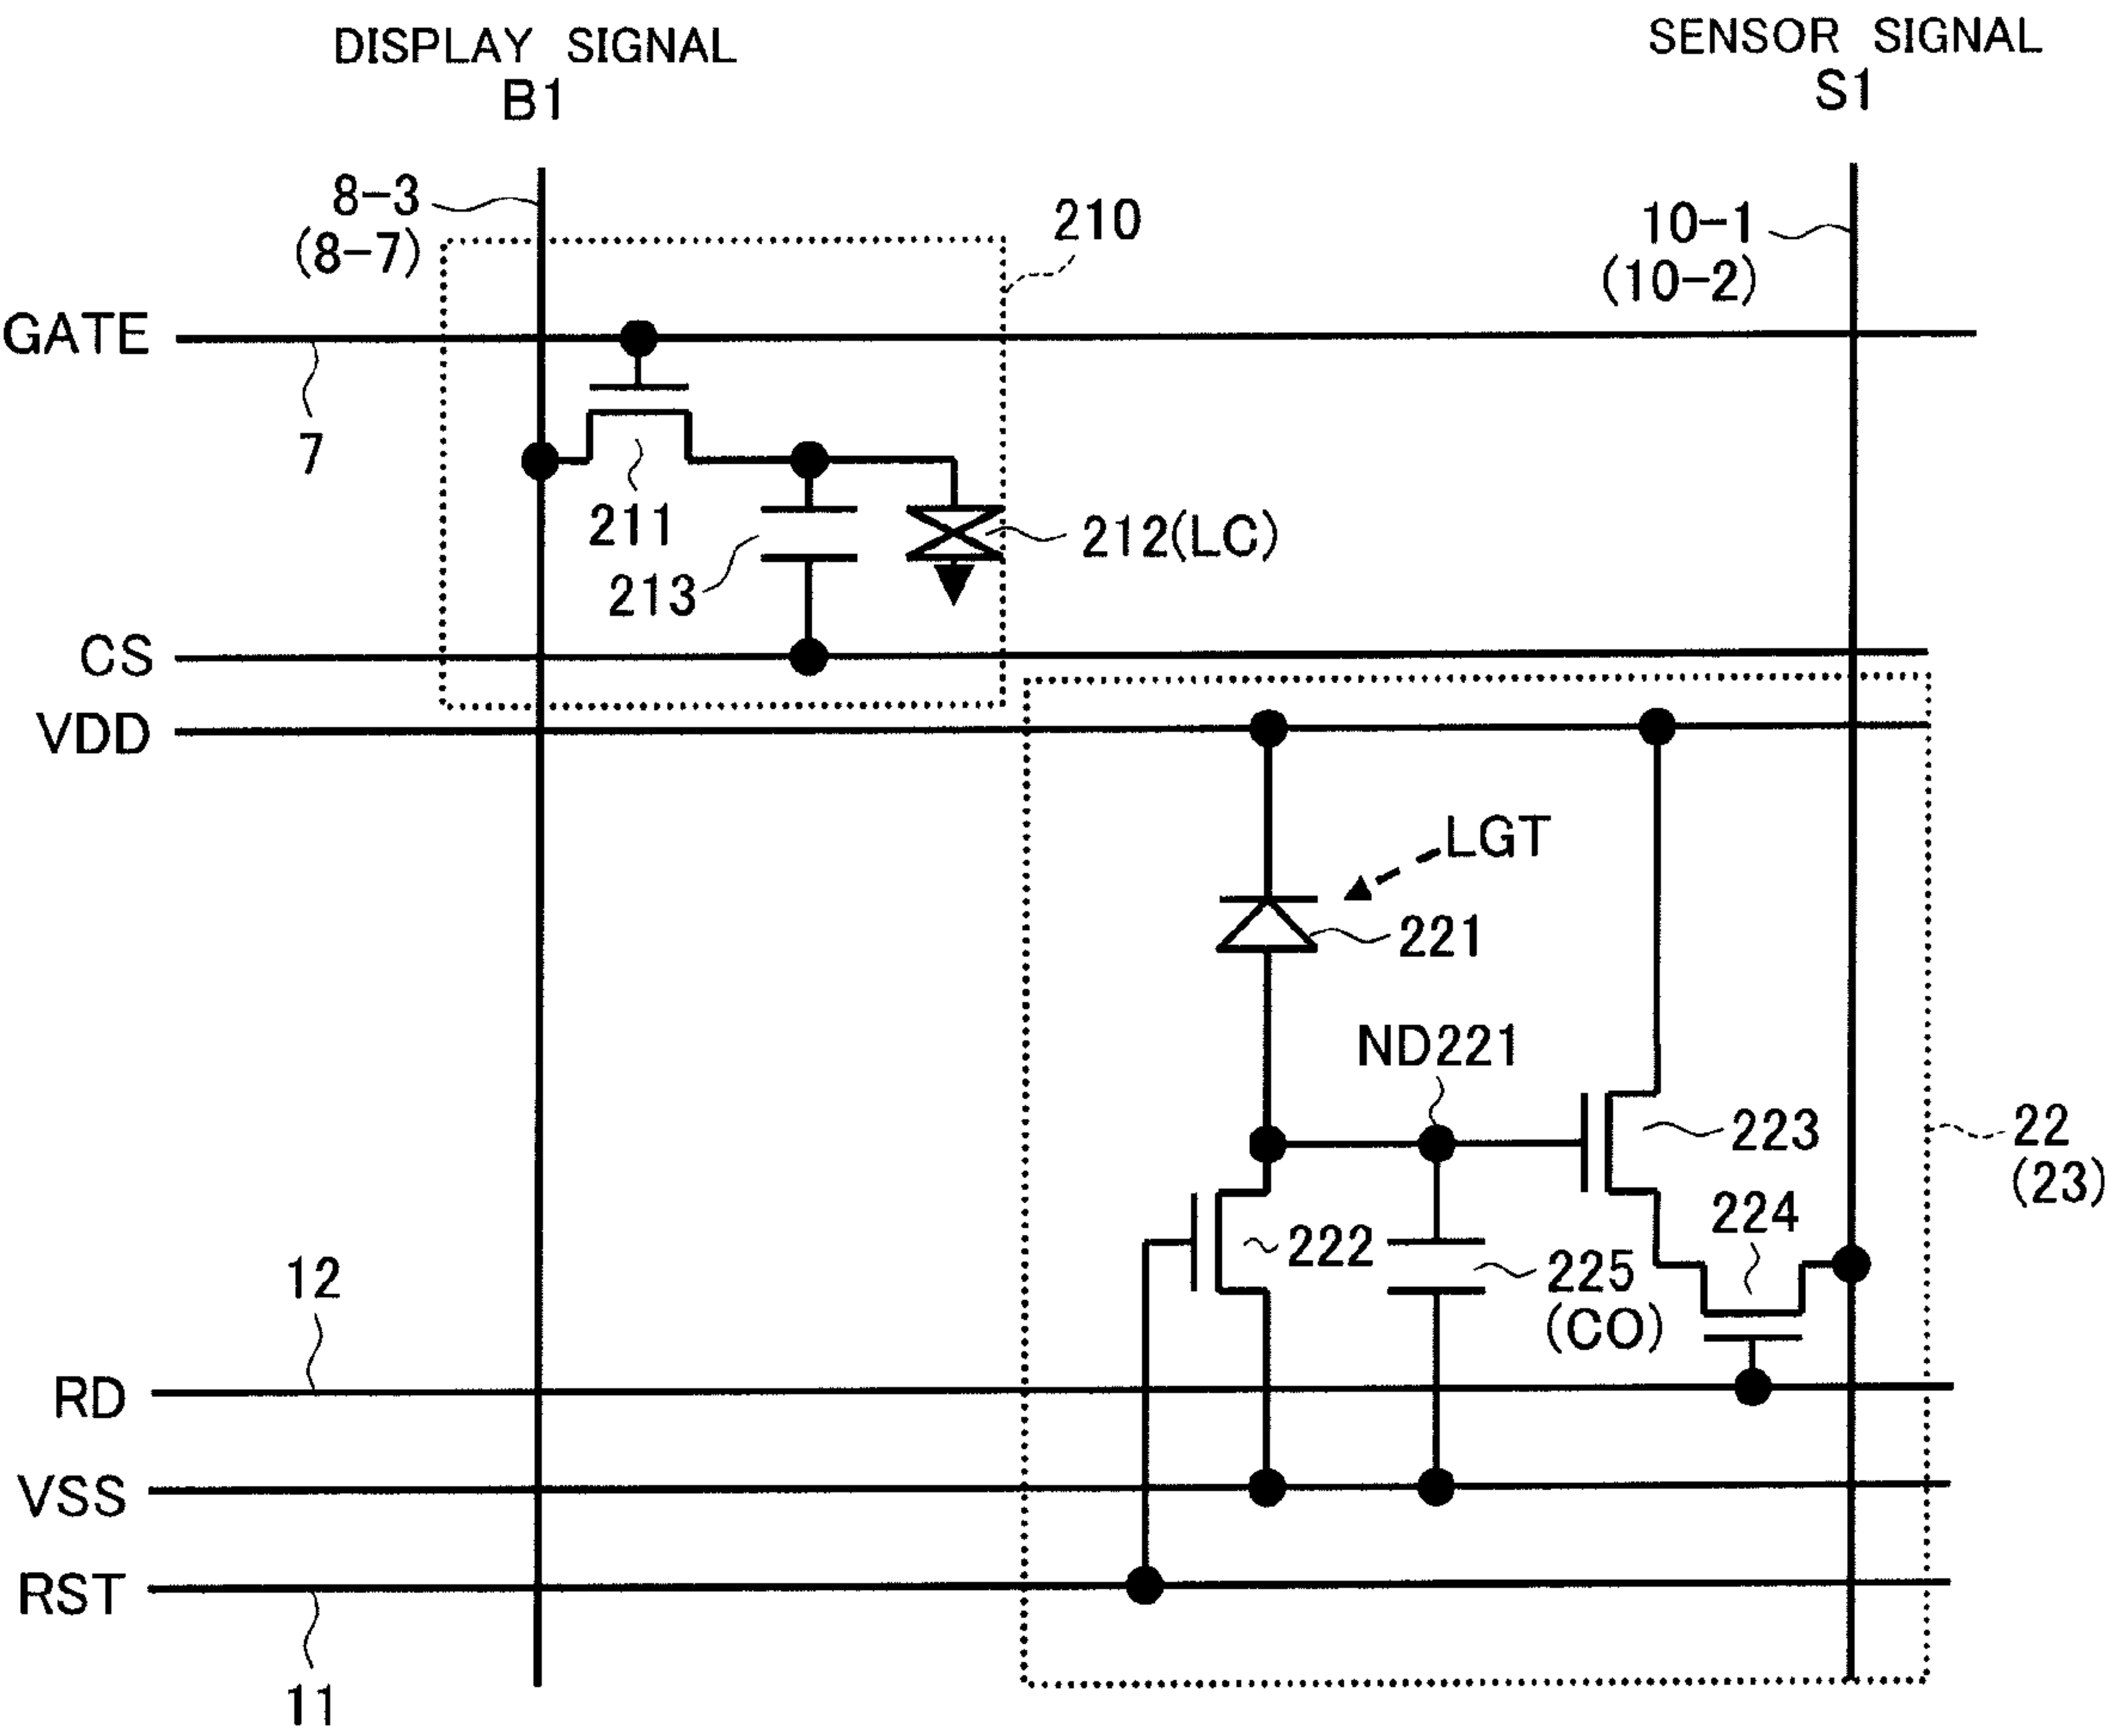 DISPLAY SIGNAL
B1
SENSOR SIGNAL
S1
8-3
(8-7)
210
10-1
(10-2)
GATE
7
211
212(LC)
213
CS
VDD
LGT
221
ND221
223
22
(23)
224
222
225
(CO)
12
RD
VSS
RST
11